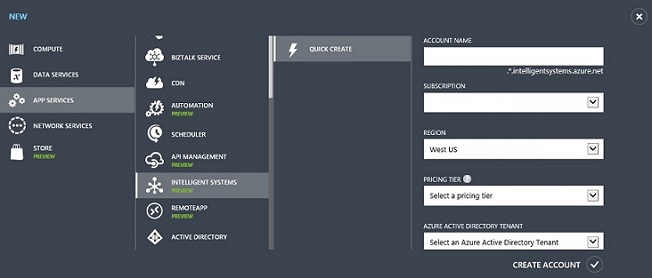 NEW
COMPUTE
DATA SERVICES
APP SERVICES
NETWORK SERVICES
STORE
PREVIEW
BIZTALK SERVICE
CDN
AUTOMATION
PREVIEW
SCHEDULER
API MANAGEMENT
PREVIEW
INTELLIGENT SYSTEMS
PREVIEW
REMOTEAPP
PREVIEW
ACTIVE DIRECTORY
QUICK CREATE
ACCOUNT NAME
.*.intelligentsystems.azure.net
SUBSCRIPTION
REGION
West US
PRICING TIER
Select a pricing tier
AZURE ACTIVE DIRECTORY TENANT
Select an Azure Active Directory Tenant
CREATE ACCOUNT